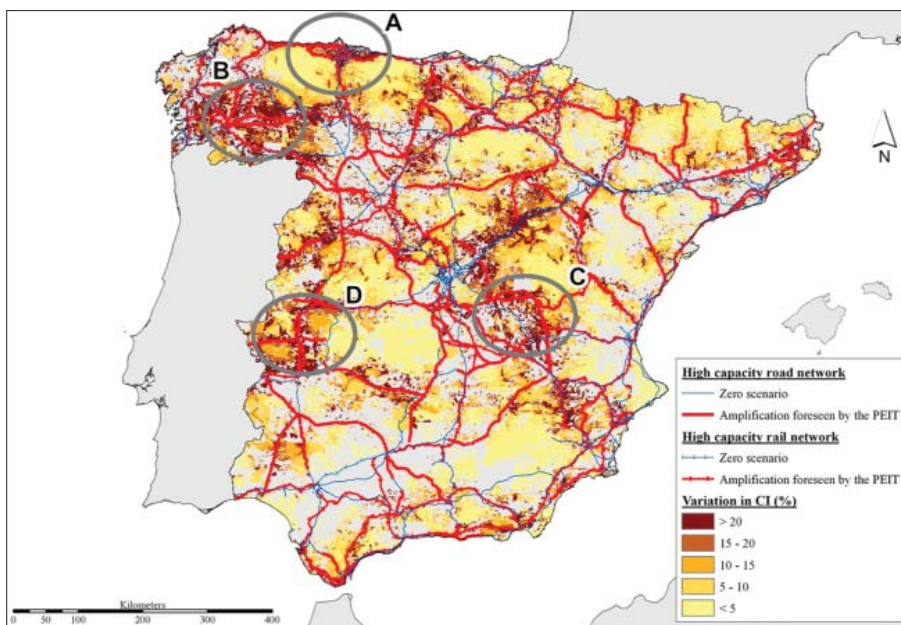 A
B
N
C
D
High capacity road network
Zero scenario
Amplification foreseen by the PEIT
High capacity rail network
Zero scenario
Amplification foreseen by the PEIT
Variation in CI (%)
> 20
15 - 20
10 - 15
5 - 10
< 5
Kilometers
0 25 50 100 200 300 400